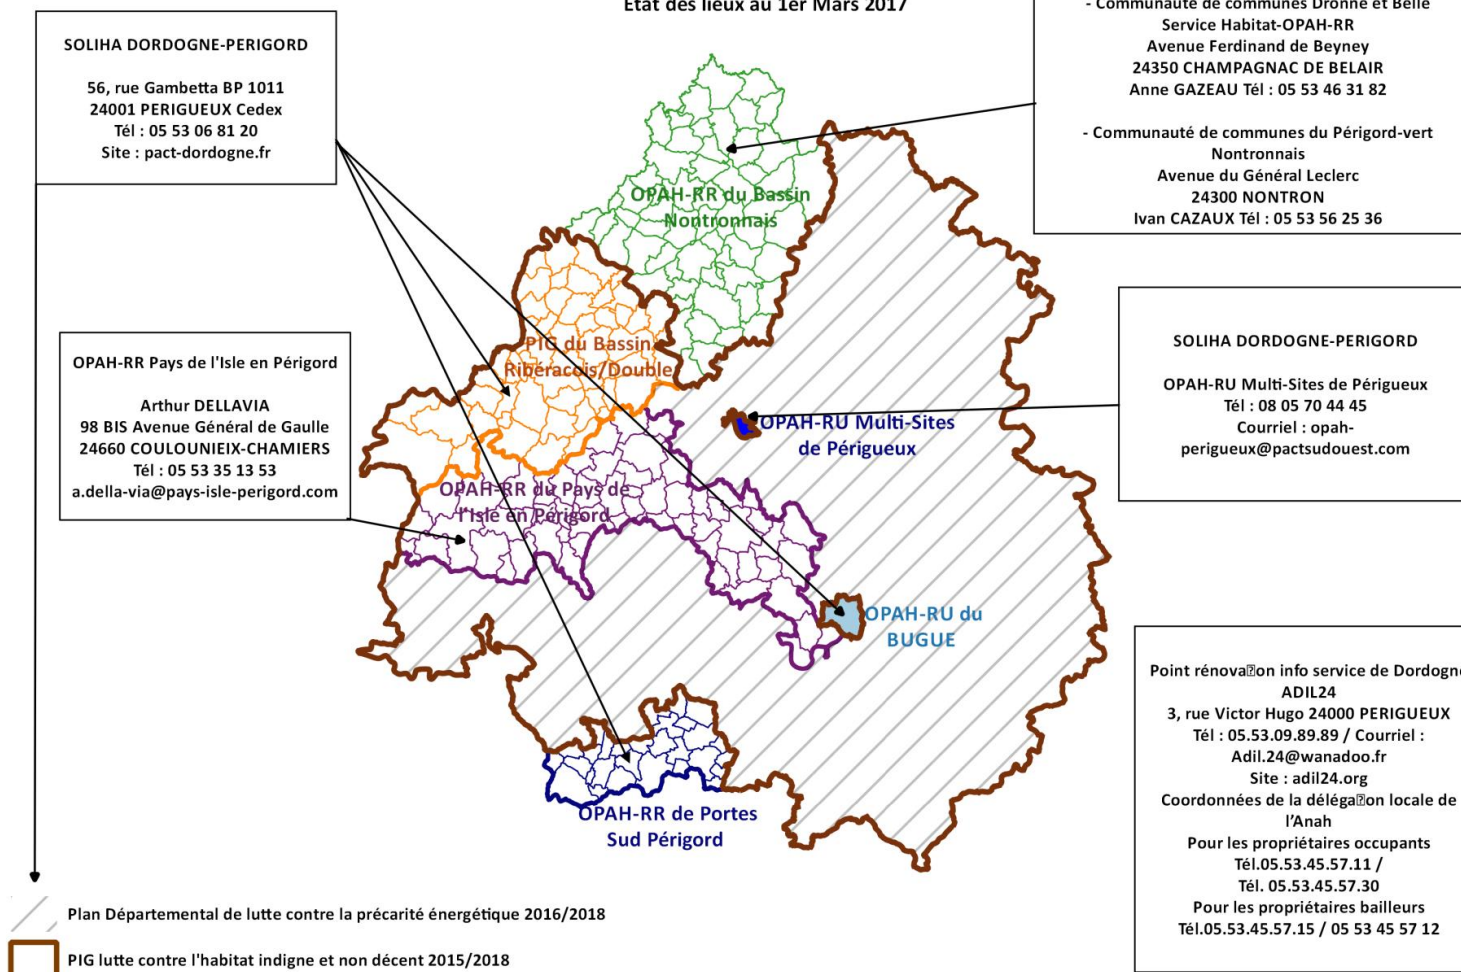 Etat des lieux au 1er Mars 2017
SOLIHA DORDOGNE-PERIGORD
56, rue Gambetta BP 1011
24001 PERIGUEUX Cedex
Tél : 05 53 06 81 20
Site : pact-dordogne.fr
- Communauté de communes Dronne et Belle
Service Habitat-OPAH-RR
Avenue Ferdinand de Beyney
24350 CHAMPAGNAC DE BELAIR
Anne GAZEAU Tél : 05 53 46 31 82
- Communauté de communes du Périgord-vert
Nontronnais
Avenue du Général Leclerc
24300 NONTRON
Ivan CAZAUX Tél : 05 53 56 25 36
OPAH-RR du Bassin
Nontronnais
SOLIHA DORDOGNE-PERIGORD
OPAH-RU Multi-Sites de Périgueux
Tél : 08 05 70 44 45
Courriel : opah-
perigueux@pactsudouest.com
PIG du Bassin
Ribéracois/Double
OPAH-RR Pays de l'Isle en Périgord
Arthur DELLAVIA
98 BIS Avenue Général de Gaulle
24660 COULOUNIEIX-CHAMIERS
Tél : 05 53 35 13 53
a.della-via@pays-isle-perigord.com
OPAH-RU Multi-Sites
de Périgueux
OPAH-RR du Pays de
l'Isle en Périgord
OPAH-RU du
BUGUE
Point rénova�on info service de Dordogne
ADIL24
3, rue Victor Hugo 24000 PERIGUEUX
Tél : 05.53.09.89.89 / Courriel :
Adil.24@wanadoo.fr
Site : adil24.org
Coordonnées de la déléga�on locale de
l'Anah
Pour les propriétaires occupants
Tél.05.53.45.57.11 /
Tél. 05.53.45.57.30
Pour les propriétaires bailleurs
Tél.05.53.45.57.15 / 05 53 45 57 12
OPAH-RR de Portes
Sud Périgord
Plan Départemental de lutte contre la précarité énergétique 2016/2018
PIG lutte contre l'habitat indigne et non décent 2015/2018